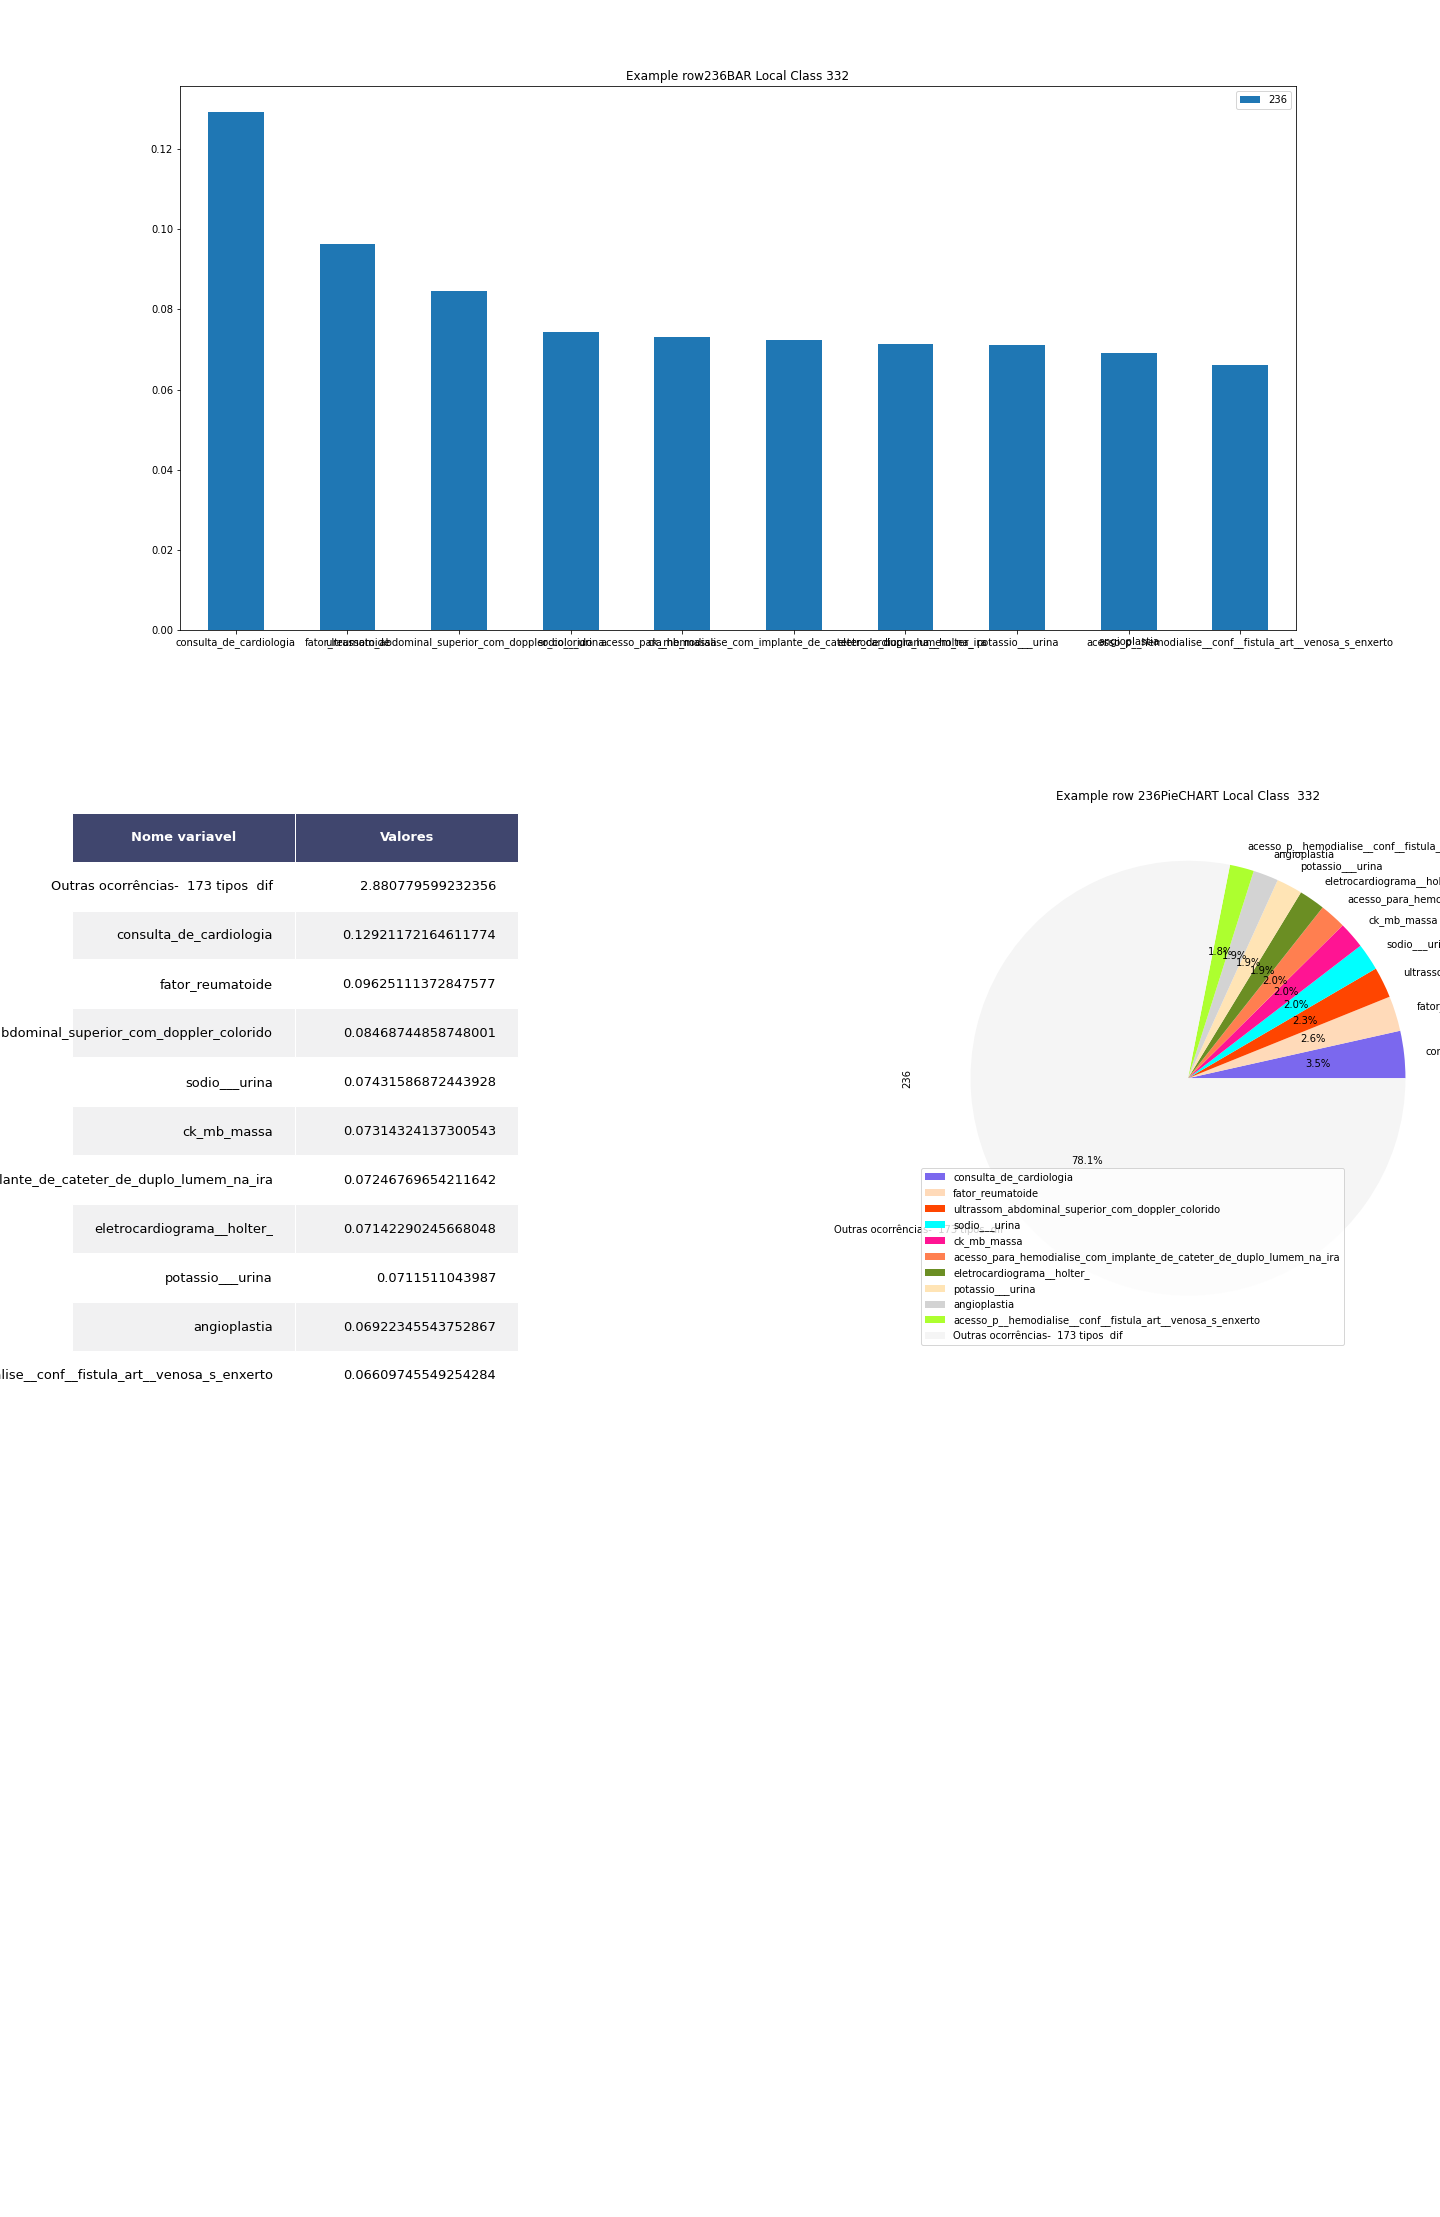 Example row236BAR Local Class 332
236
0.12
0.10
0.08
0.06
0.04
0.02
0.00
consulta_de_cardiologia
fator_reumatoide
ultrassom_abdominal_superior_com_doppler_colorido
sodio___urina
ck_mb_massa
acesso_para_hemodialise_com_implante_de_cateter_de_duplo_lumem_na_ira
eletrocardiograma__holter_
potassio___urina
angioplastia
acesso_p__hemodialise__conf__fistula_art__venosa_s_enxerto
Nome variavel Valores
Outras ocorrências-  173 tipos  dif 2.880779599232356
consulta_de_cardiologia 0.12921172164611774
fator_reumatoide 0.09625111372847577
bdominal_superior_com_doppler_colorido 0.08468744858748001
sodio___urina 0.07431586872443928
ck_mb_massa 0.07314324137300543
lante_de_cateter_de_duplo_lumem_na_ira 0.07246769654211642
eletrocardiograma__holter_ 0.07142290245668048
potassio___urina 0.0711511043987
angioplastia 0.06922345543752867
lise__conf__fistula_art__venosa_s_enxerto 0.06609745549254284
Example row 236PieCHART Local Class  332
acesso_p__hemodialise__conf__fistula_
angioplastia
potassio___urina
eletrocardiograma__hol
acesso_para_hemo
ck_mb_massa
sodio___uri
ultrasso
fator_
con
1.8%
1.9%
1.9%
1.9%
2.0%
2.0%
2.0%
2.3%
2.6%
3.5%
236
78.1%
Outras ocorrências-  173 tipos  dif
consulta_de_cardiologia
fator_reumatoide
ultrassom_abdominal_superior_com_doppler_colorido
sodio___urina
ck_mb_massa
acesso_para_hemodialise_com_implante_de_cateter_de_duplo_lumem_na_ira
eletrocardiograma__holter_
potassio___urina
angioplastia
acesso_p__hemodialise__conf__fistula_art__venosa_s_enxerto
Outras ocorrências-  173 tipos  dif